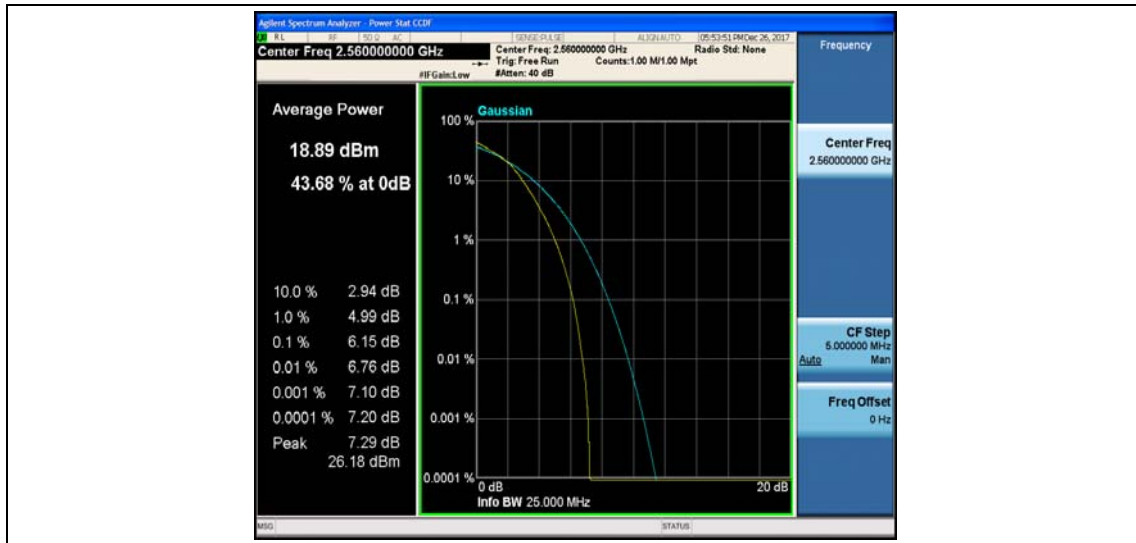 Agilent Spectrum Analyzer - Power Stat CCDF
RL RF 50 Ω AC SENSE:PULSE ALIGN AUTO 05:53:51 PM Dec 26, 2017
Center Freq 2.560000000 GHz
Center Freq: 2.560000000 GHz Radio Std: None
Trig: Free Run Counts:1.00 M/1.00 Mpt
#IFGain:Low #Atten: 40 dB
Frequency
Average Power
18.89 dBm
43.68 % at 0dB
10.0 % 2.94 dB
1.0 % 4.99 dB
0.1 % 6.15 dB
0.01 % 6.76 dB
0.001 % 7.10 dB
0.0001 % 7.20 dB
Peak 7.29 dB
26.18 dBm
Gaussian
100 %
10 %
1 %
0.1 %
0.01 %
0.001 %
0.0001 %
0 dB 20 dB
Info BW 25.000 MHz
Center Freq
2.560000000 GHz
CF Step
5.000000 MHz
Auto Man
Freq Offset
0 Hz
MSG STATUS